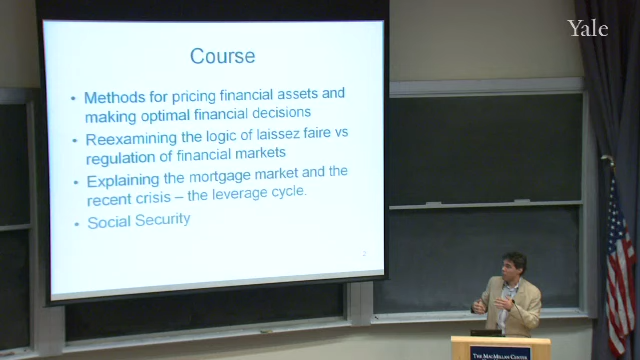 Yale
Course
• Methods for pricing financial assets and
making optimal financial decisions
• Reexamining the logic of laissez faire vs
regulation of financial markets
• Explaining the mortgage market and the
recent crisis – the leverage cycle.
• Social Security
2
THE MACMILLAN CENTER